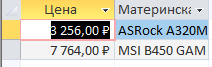 Цена Материнска
3 256,00 ₽ ASRock A320M
7 764,00 ₽ MSI B450 GAM